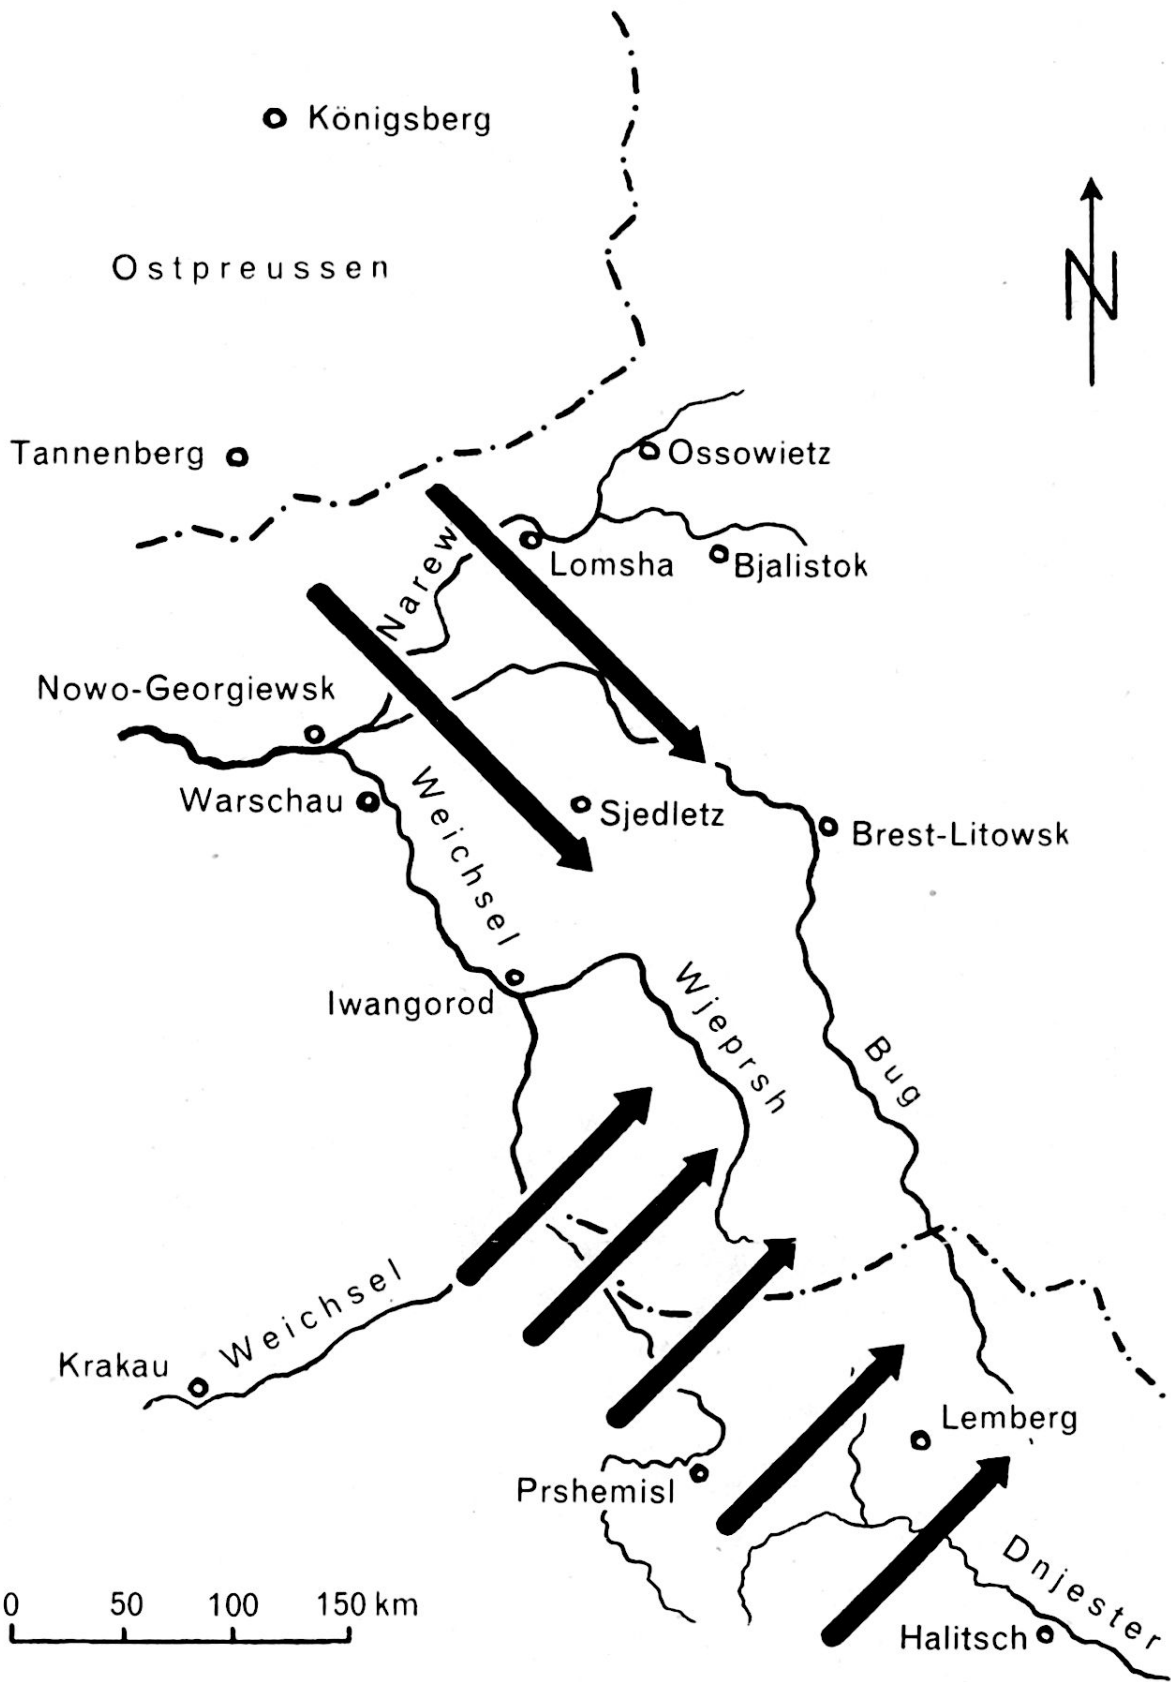 Königsberg
Ostpreussen
N
Tannenberg
Ossowietz
Narew
Lomsha
Bjalistok
Nowo-Georgiewsk
Warschau
Weichsel
Sjedletz
Brest-Litowsk
Iwangorod
Wjeprsh
Bug
Weichsel
Krakau
Lemberg
Prshemisl
Dnjester
Halitsch
0 50 100 150 km